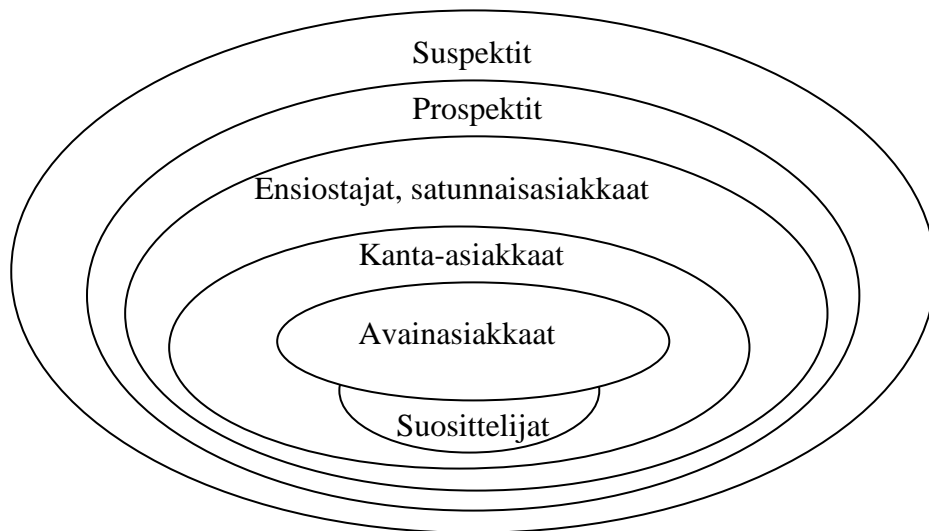 Suspektit
Prospektit
Ensiostajat, satunnaisasiakkaat
Kanta-asiakkaat
Avainasiakkaat
Suosittelijat